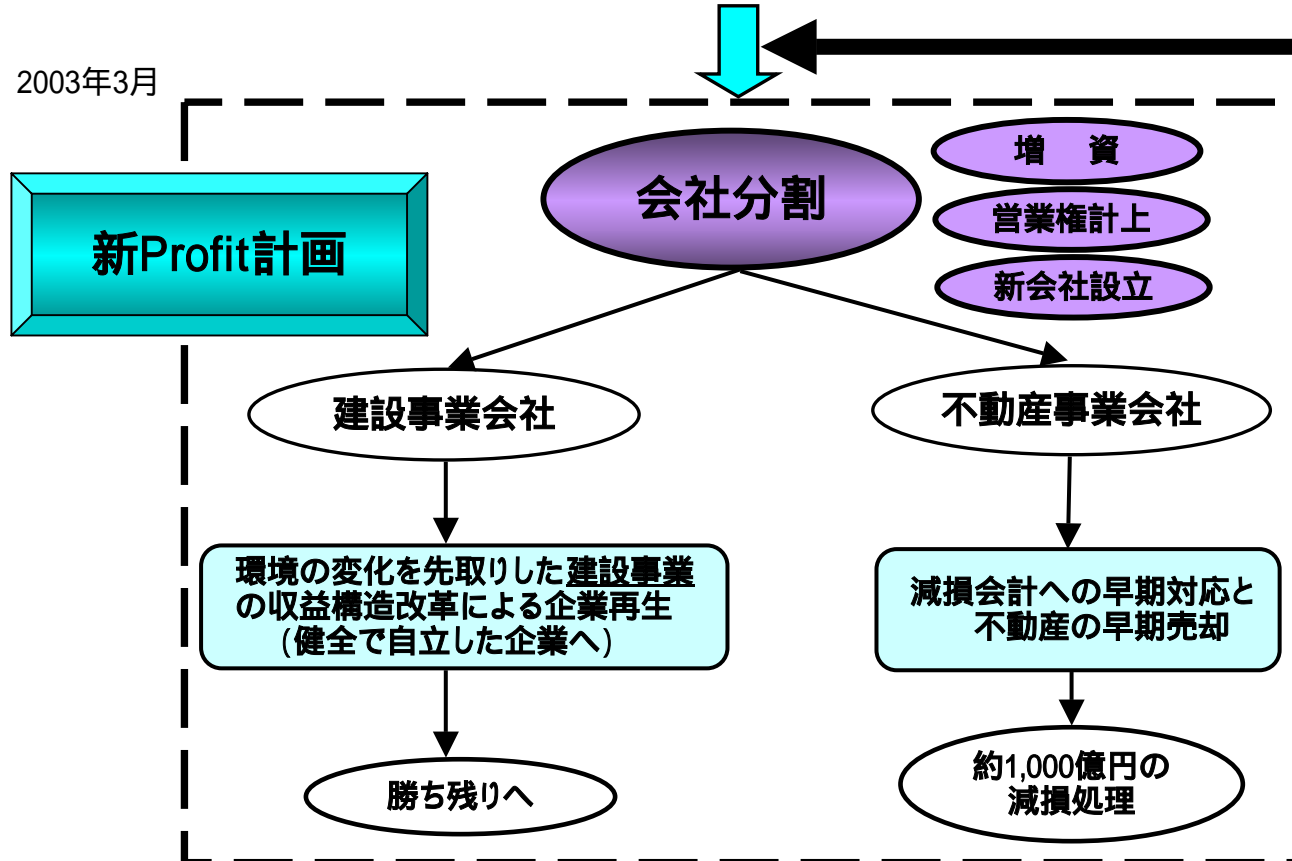 2003年3月
新Profit計画
会社分割
増　資
営業権計上
新会社設立
建設事業会社
不動産事業会社
環境の変化を先取りした建設事業
の収益構造改革による企業再生
(健全で自立した企業へ)
減損会計への早期対応と
不動産の早期売却
勝ち残りへ
約1,000億円の
減損処理